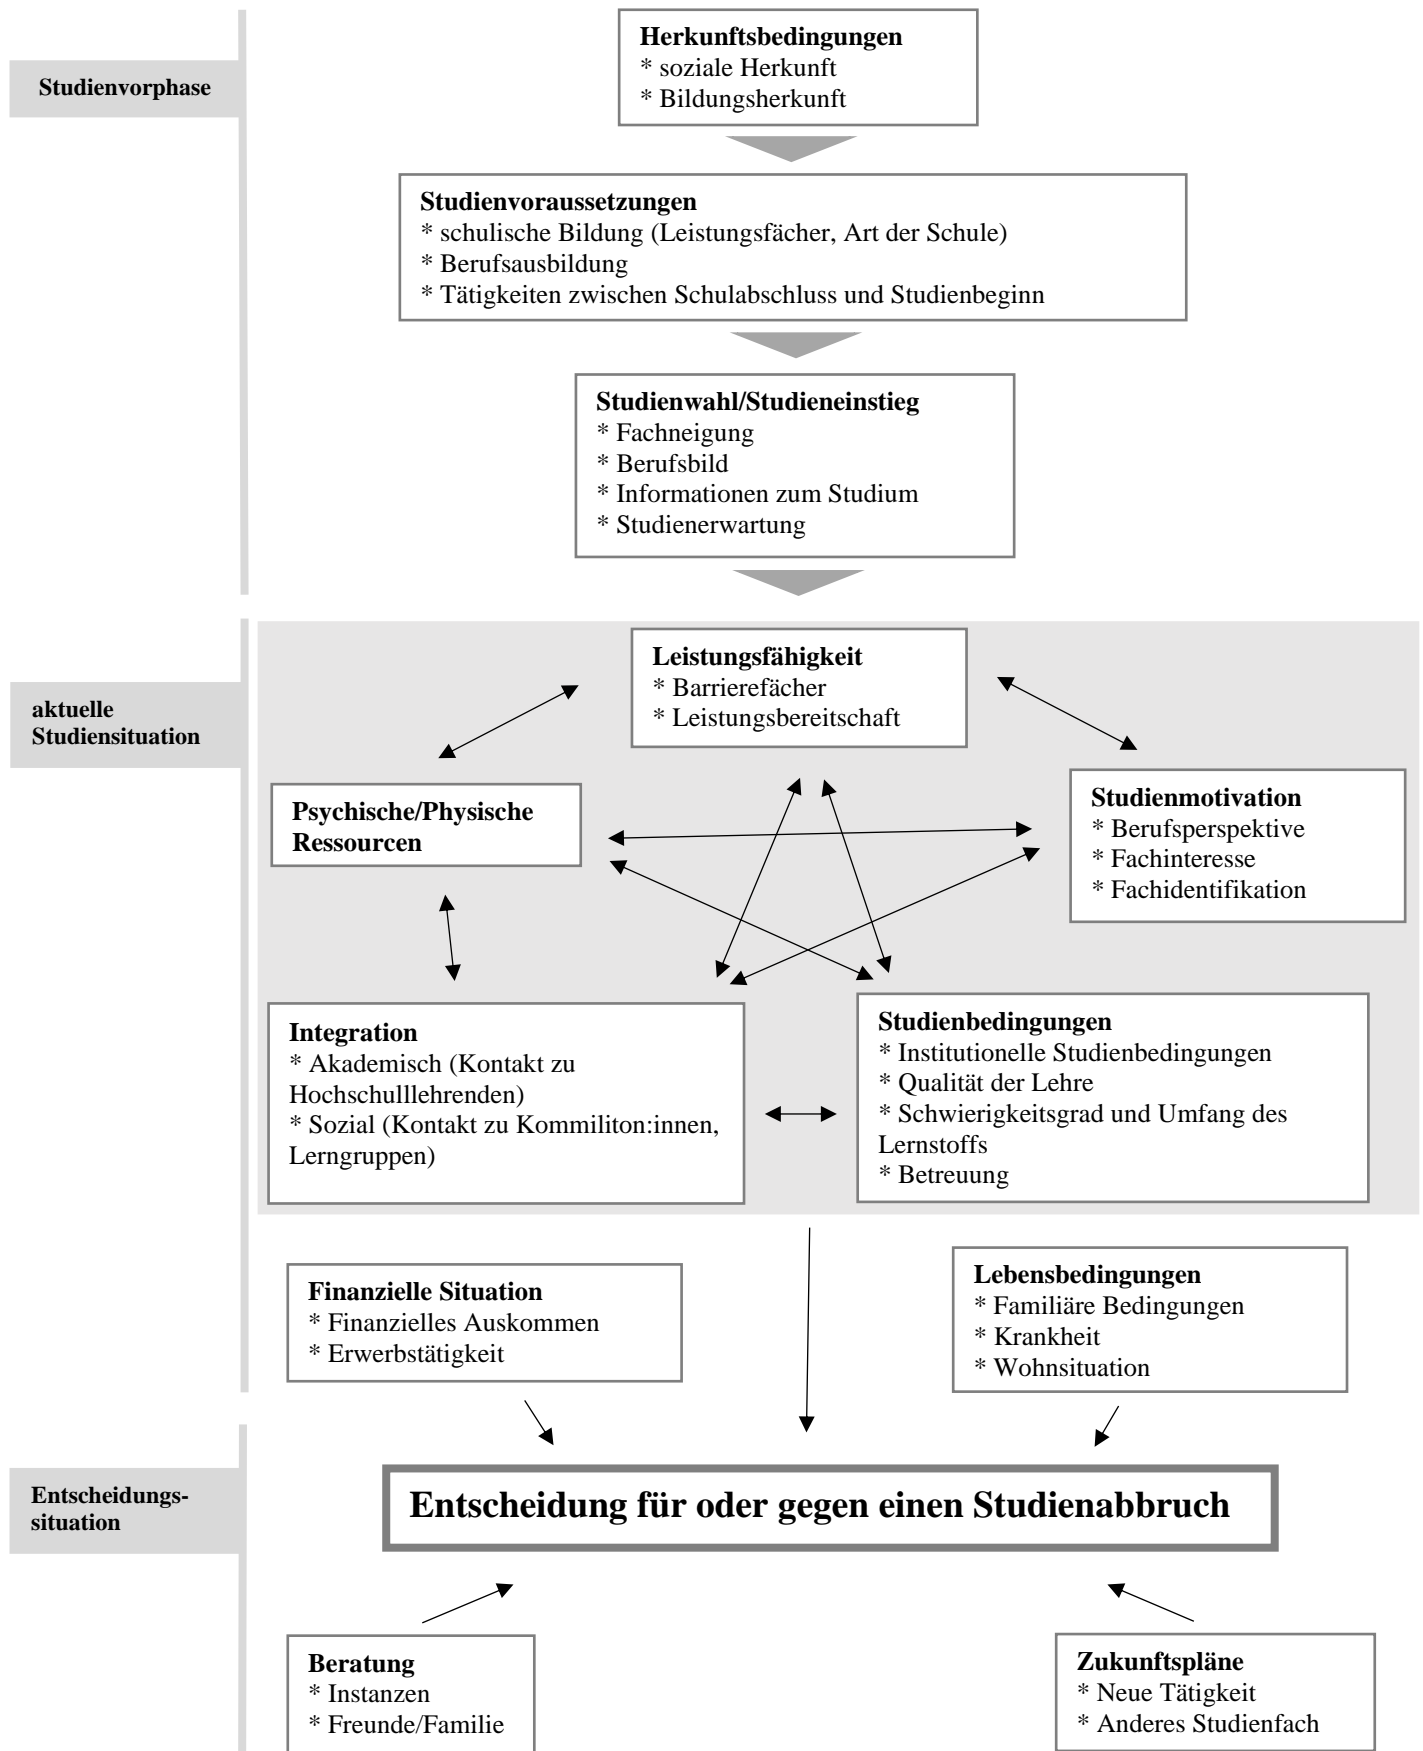 Studienvorphase
Herkunftsbedingungen
* soziale Herkunft
* Bildungsherkunft
Studienvoraussetzungen
* schulische Bildung (Leistungsfächer, Art der Schule)
* Berufsausbildung
* Tätigkeiten zwischen Schulabschluss und Studienbeginn
Studienwahl/Studieneinstieg
* Fachneigung
* Berufsbild
* Informationen zum Studium
* Studienerwartung
aktuelle
Studiensituation
Leistungsfähigkeit
* Barrierefächer
* Leistungsbereitschaft
Psychische/Physische
Ressourcen
Studienmotivation
* Berufsperspektive
* Fachinteresse
* Fachidentifikation
Integration
* Akademisch (Kontakt zu
Hochschulllehrenden)
* Sozial (Kontakt zu Kommiliton:innen,
Lerngruppen)
Studienbedingungen
* Institutionelle Studienbedingungen
* Qualität der Lehre
* Schwierigkeitsgrad und Umfang des
Lernstoffs
* Betreuung
Finanzielle Situation
* Finanzielles Auskommen
* Erwerbstätigkeit
Lebensbedingungen
* Familiäre Bedingungen
* Krankheit
* Wohnsituation
Entscheidungs-
situation
Entscheidung für oder gegen einen Studienabbruch
Beratung
* Instanzen
* Freunde/Familie
Zukunftspläne
* Neue Tätigkeit
* Anderes Studienfach